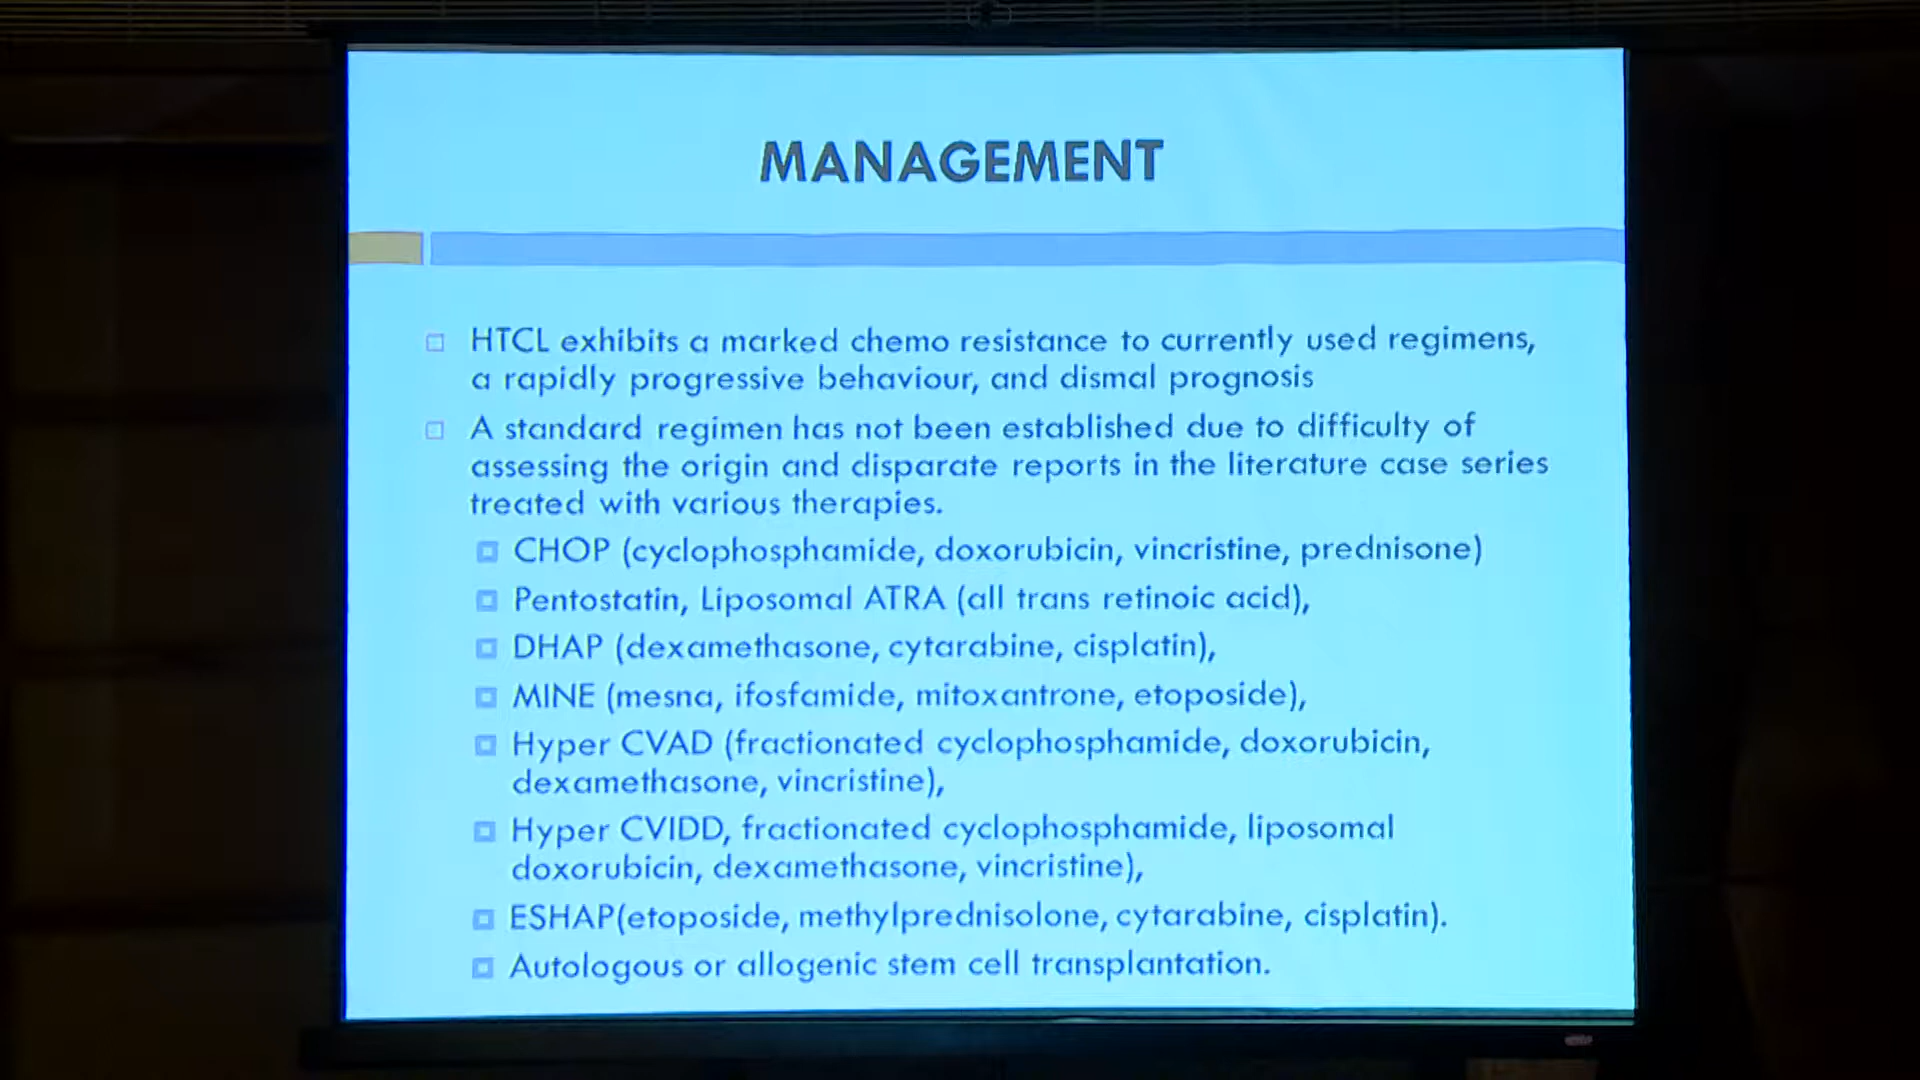 MANAGEMENT
HTCL exhibits a marked chemo resistance to currently used regimens,
a rapidly progressive behaviour, and dismal prognosis
A standard regimen has not been established due to difficulty of
assessing the origin and disparate reports in the literature case series
treated with various therapies.
CHOP (cyclophosphamide, doxorubicin, vincristine, prednisone)
Pentostatin, Liposomal ATRA (all trans retinoic acid),
DHAP (dexamethasone, cytarabine, cisplatin),
MINE (mesna, ifosfamide, mitoxantrone, etoposide),
Hyper CVAD (fractionated cyclophosphamide, doxorubicin,
dexamethasone, vincristine),
Hyper CVIDD, fractionated cyclophosphamide, liposomal
doxorubicin, dexamethasone, vincristine),
ESHAP(etoposide, methylprednisolone, cytarabine, cisplatin).
Autologous or allogenic stem cell transplantation.